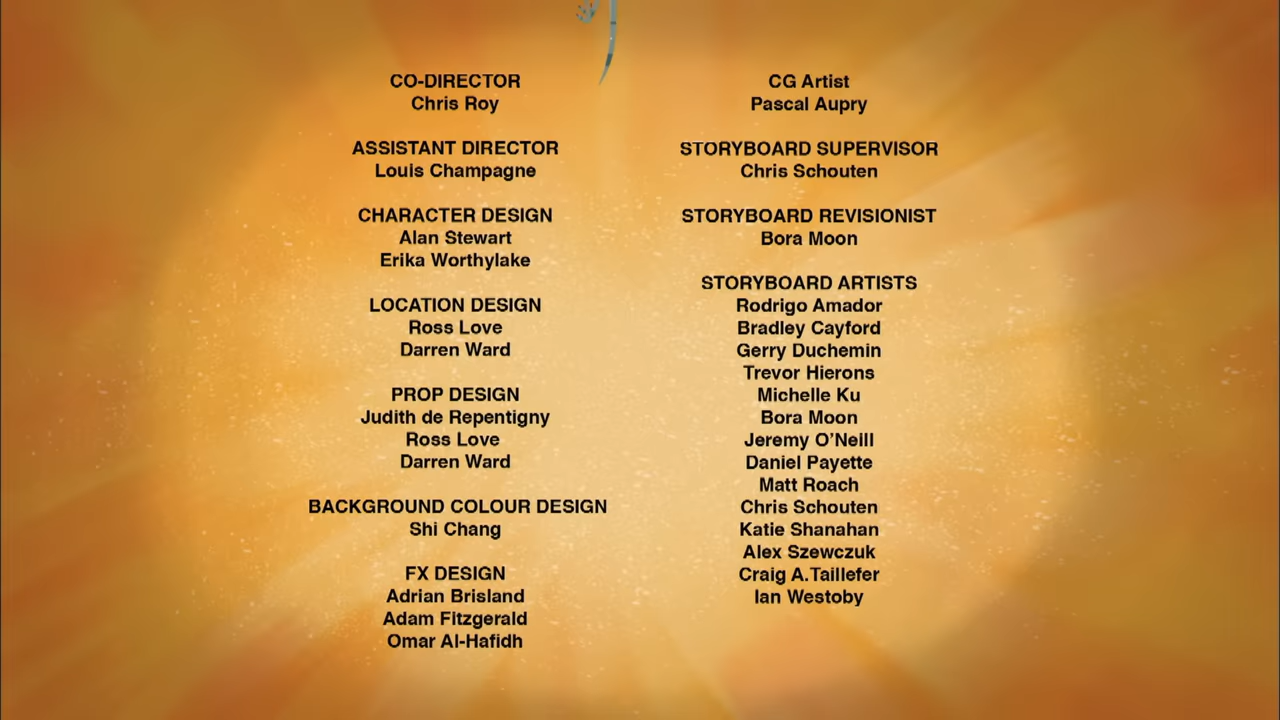 CO-DIRECTOR
Chris Roy
ASSISTANT DIRECTOR
Louis Champagne
CHARACTER DESIGN
Alan Stewart
Erika Worthylake
LOCATION DESIGN
Ross Love
Darren Ward
PROP DESIGN
Judith de Repentigny
Ross Love
Darren Ward
BACKGROUND COLOUR DESIGN
Shi Chang
FX DESIGN
Adrian Brisland
Adam Fitzgerald
Omar Al-Hafidh
CG Artist
Pascal Aupry
STORYBOARD SUPERVISOR
Chris Schouten
STORYBOARD REVISIONIST
Bora Moon
STORYBOARD ARTISTS
Rodrigo Amador
Bradley Cayford
Gerry Duchemin
Trevor Hierons
Michelle Ku
Bora Moon
Jeremy O’Neill
Daniel Payette
Matt Roach
Chris Schouten
Katie Shanahan
Alex Szewczuk
Craig A.Taillefer
Ian Westoby